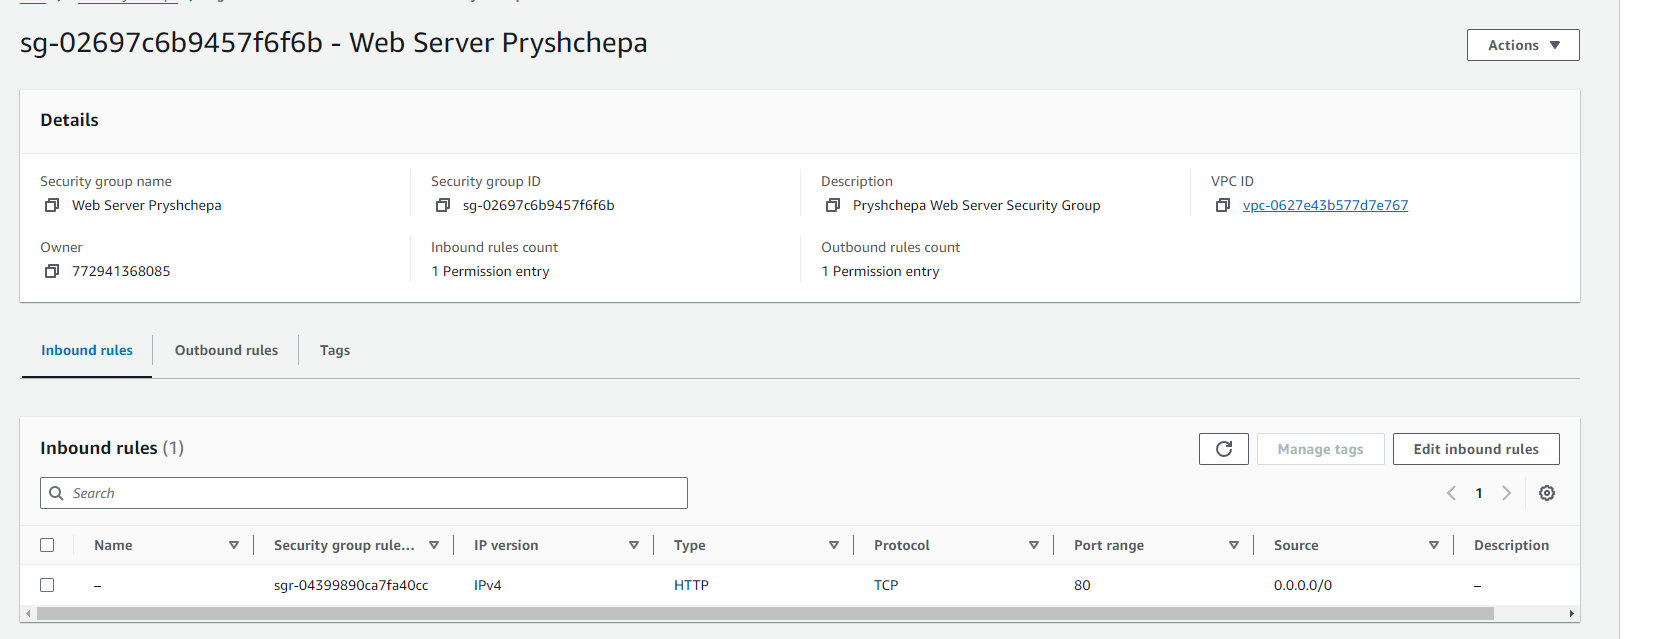 sg-02697c6b9457f6f6b - Web Server Pryshchepa
Actions
Details
Security group name
Web Server Pryshchepa
Security group ID
sg-02697c6b9457f6f6b
Description
Pryshchepa Web Server Security Group
VPC ID
vpc-0627e43b577d7e767
Owner
772941368085
Inbound rules count
1 Permission entry
Outbound rules count
1 Permission entry
Inbound rules Outbound rules Tags
Inbound rules (1)
Manage tags
Edit inbound rules
Search
1
Name Security group rule... IP version Type Protocol Port range Source Description
– sgr-04399890ca7fa40cc IPv4 HTTP TCP 80 0.0.0.0/0 –